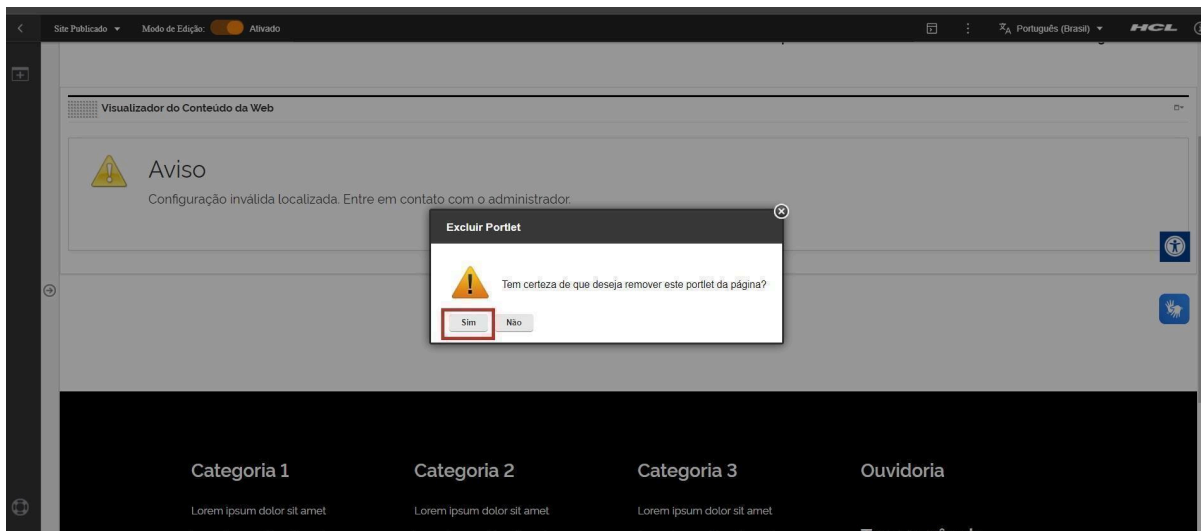 Site Publicado
Modo de Edição:
Ativado
Português (Brasil)
HCL
Visualizador do Conteúdo da Web
Aviso
Configuração inválida localizada. Entre em contato com o administrador.
Excluir Portlet
Tem certeza de que deseja remover este portlet da página?
Sim
Não
Categoria 1
Categoria 2
Categoria 3
Ouvidoria
Lorem ipsum dolor sit amet
Lorem ipsum dolor sit amet
Lorem ipsum dolor sit amet